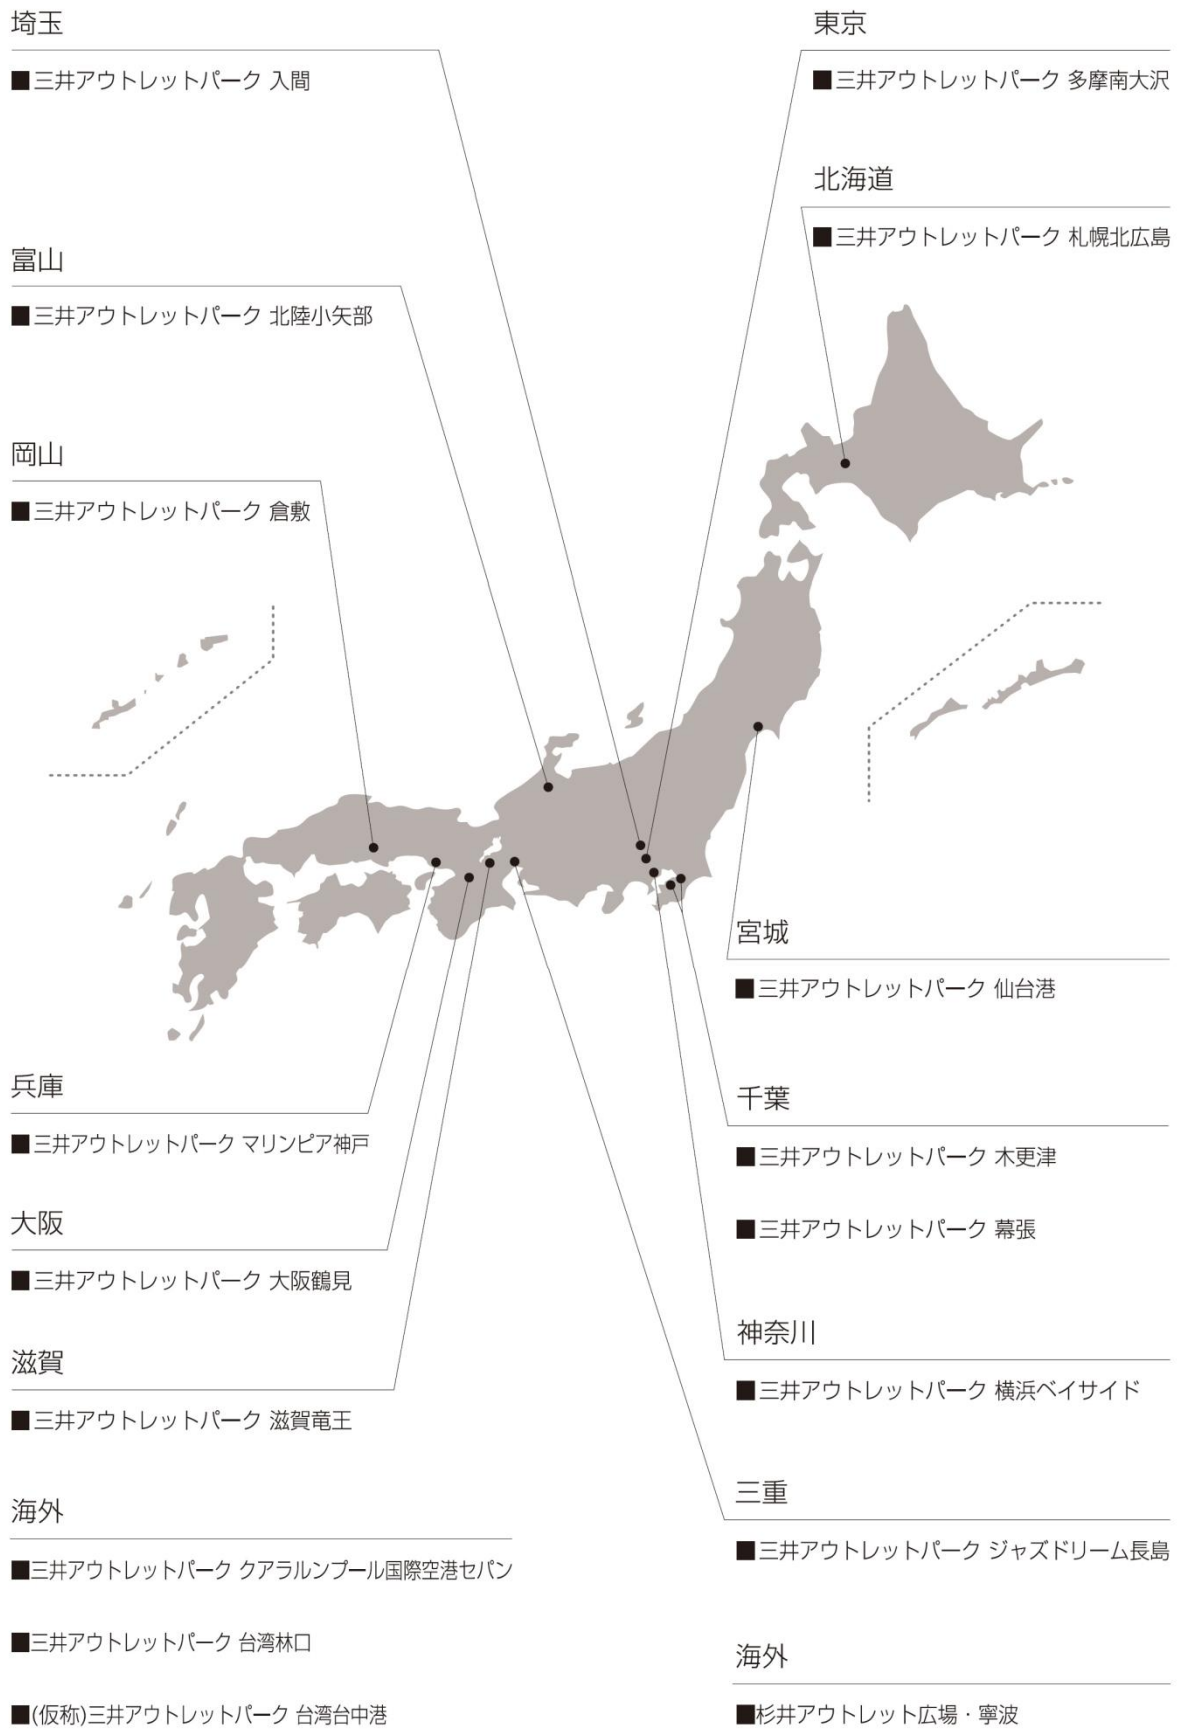 埼玉
■三井アウトレットパーク 入間
富山
■三井アウトレットパーク 北陸小矢部
岡山
■三井アウトレットパーク 倉敷
兵庫
■三井アウトレットパーク マリンピア神戸
大阪
■三井アウトレットパーク 大阪鶴見
滋賀
■三井アウトレットパーク 滋賀竜王
海外
■三井アウトレットパーク クアラルンプール国際空港セパン
■三井アウトレットパーク 台湾林口
■(仮称)三井アウトレットパーク 台湾台中港
東京
■三井アウトレットパーク 多摩南大沢
北海道
■三井アウトレットパーク 札幌北広島
宮城
■三井アウトレットパーク 仙台港
千葉
■三井アウトレットパーク 木更津
■三井アウトレットパーク 幕張
神奈川
■三井アウトレットパーク 横浜ベイサイド
三重
■三井アウトレットパーク ジャズドリーム長島
海外
■杉井アウトレット広場・寧波